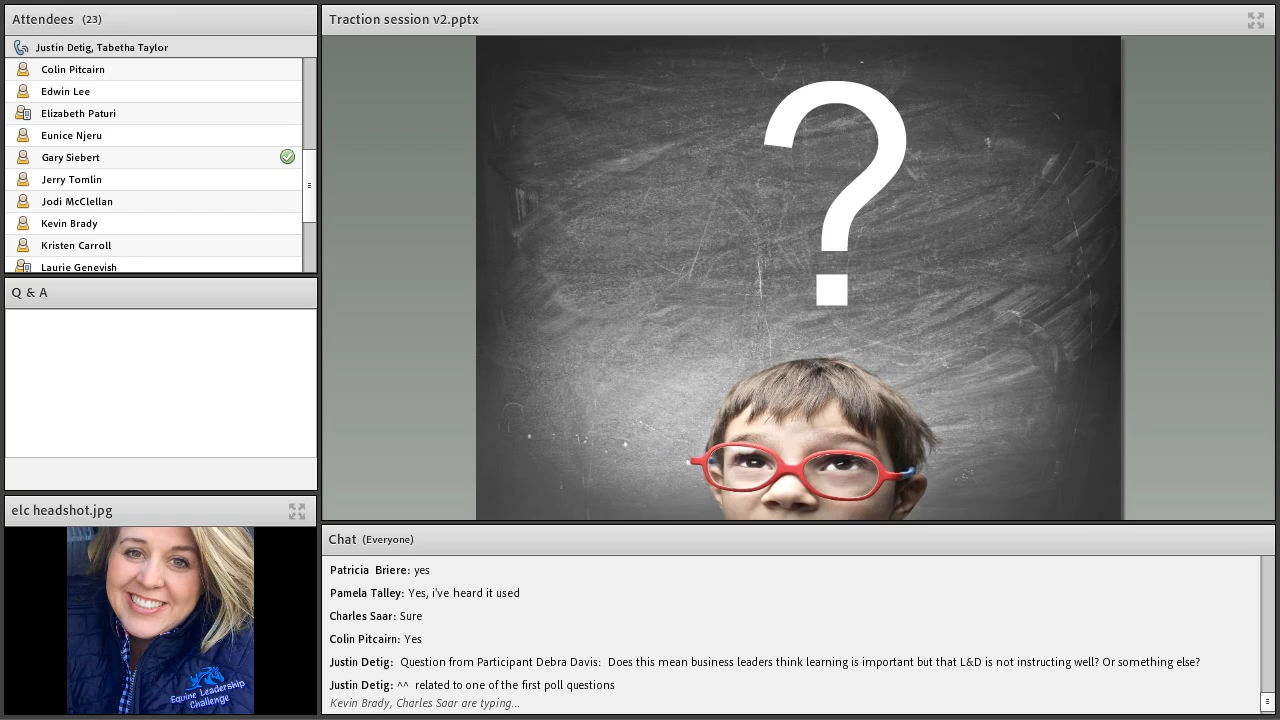 Attendees (23)
Justin Detig, Tabetha Taylor
Colin Pitcairn
Edwin Lee
Elizabeth Paturi
Eunice Njeru
Gary Siebert
Jerry Tomlin
Jodi McClellan
Kevin Brady
Kristen Carroll
Laurie Genevish
Q & A
elc headshot.jpg
Equine Leadership
Challenge
Traction session v2.pptx
?
Chat (Everyone)
Patricia Briere: yes
Pamela Talley: Yes, i've heard it used
Charles Saar: Sure
Colin Pitcairn: Yes
Justin Detig: Question from Participant Debra Davis: Does this mean business leaders think learning is important but that L&D is not instructing well? Or something else?
Justin Detig: ^^ related to one of the first poll questions
Kevin Brady, Charles Saar are typing...